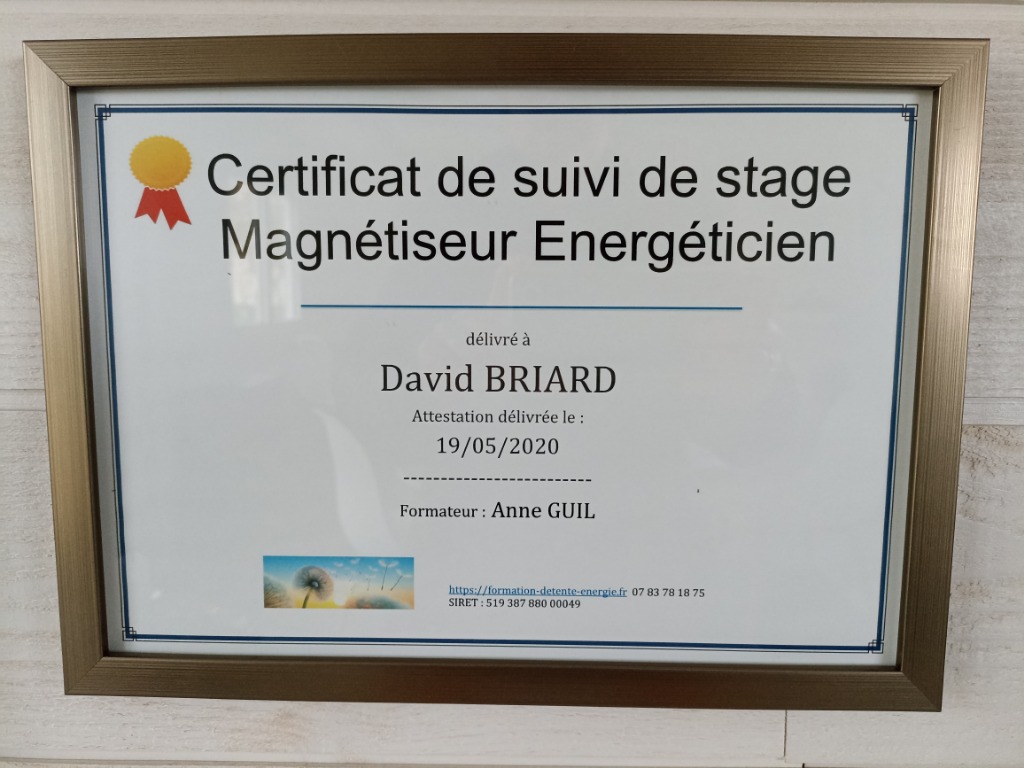 Certificat de suivi de stage
Magnétiseur Energéticien
délivré à
David BRIARD
Attestation délivrée le :
19/05/2020
-------------------------
Formateur : Anne GUIL
https://formation-detente-energie.fr 07 83 78 18 75
SIRET : 519 387 880 00049